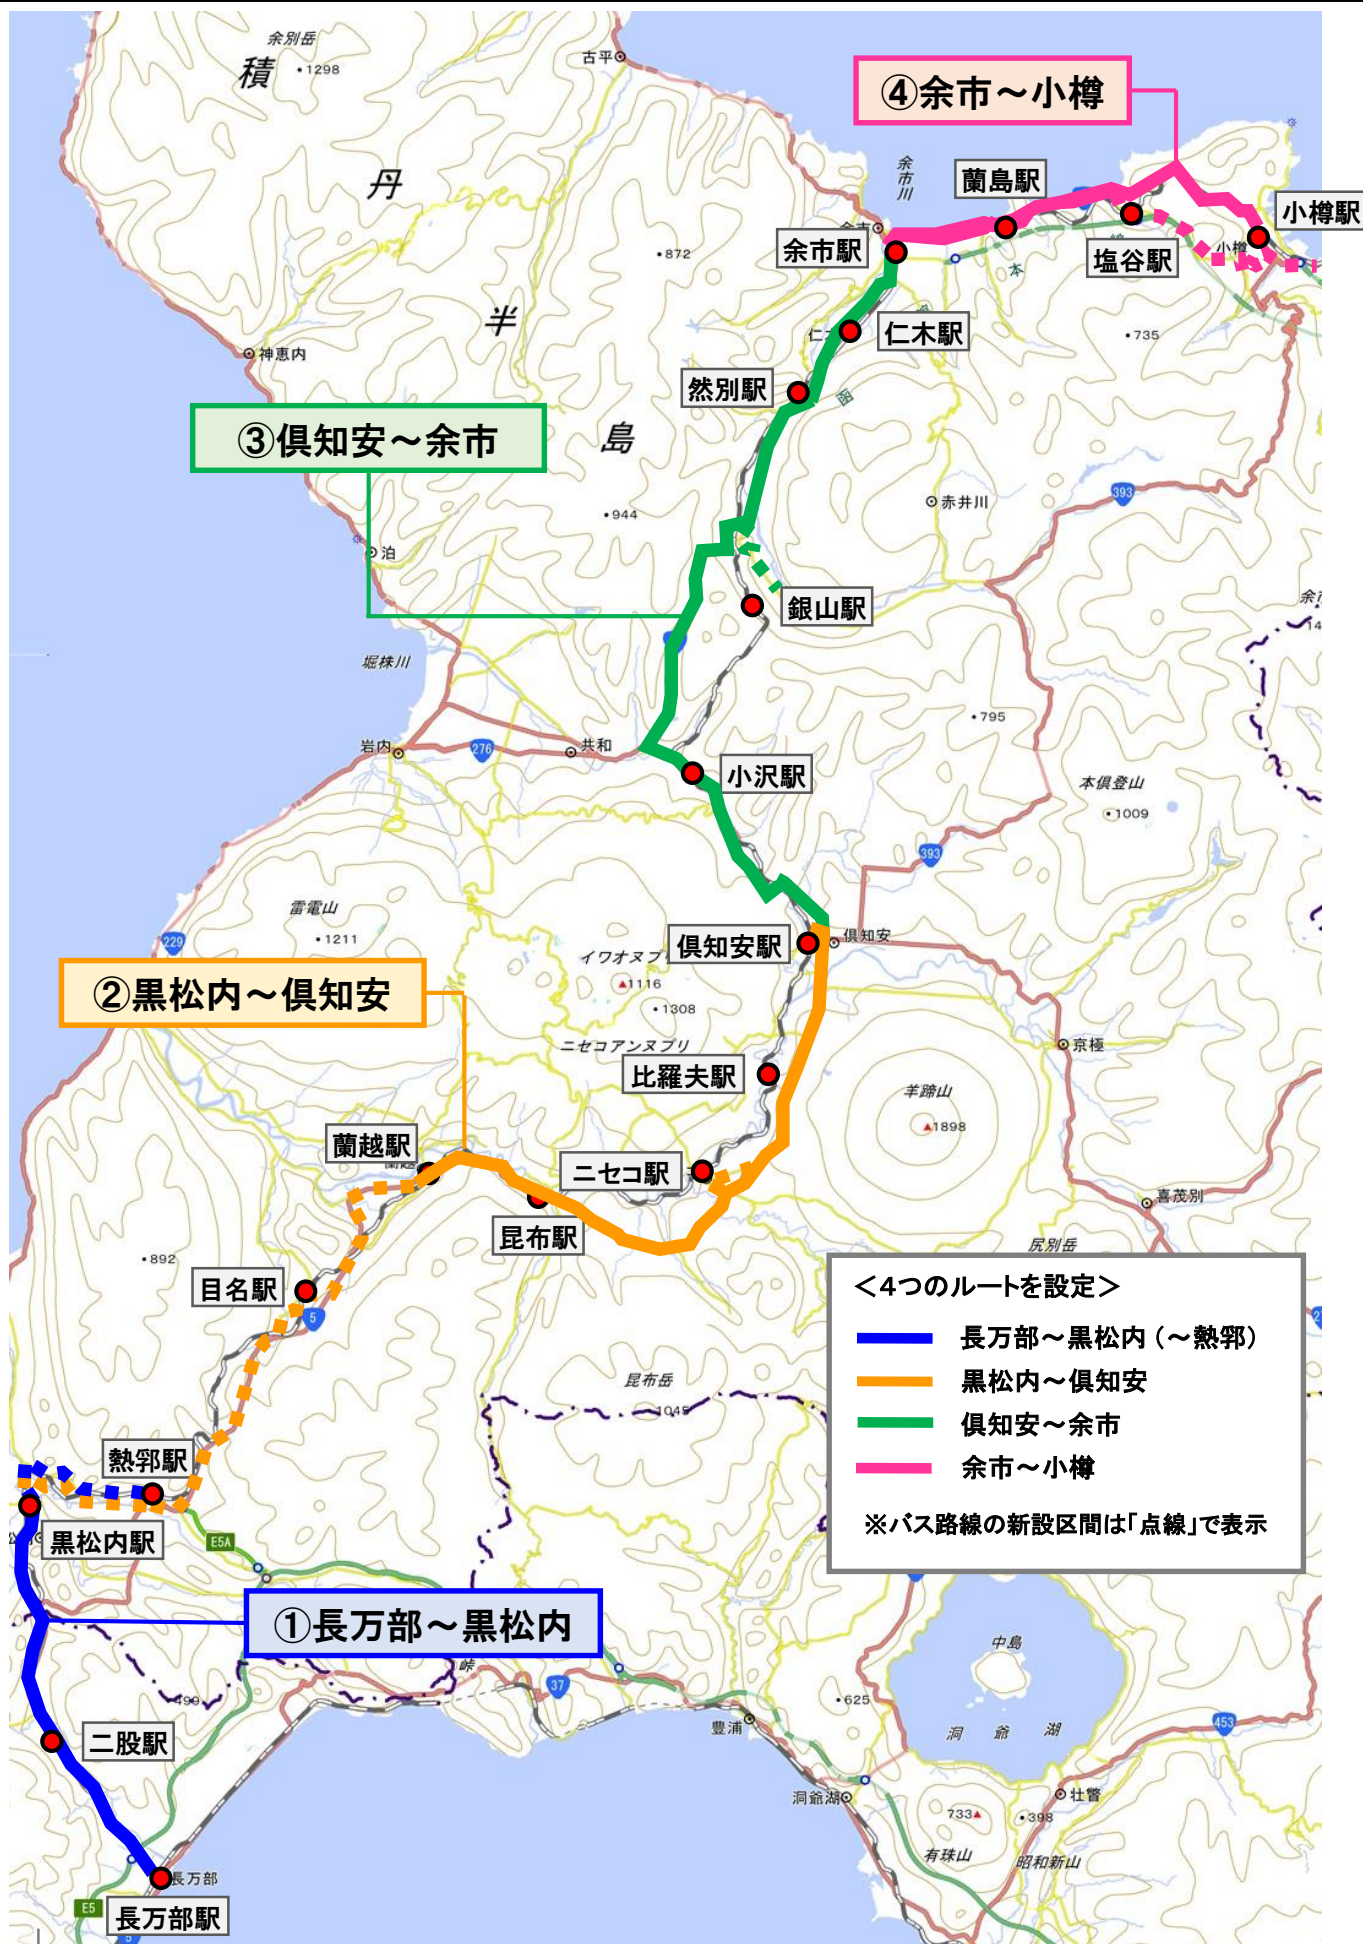 余別岳
・1298
古平
積
丹
半
島
④余市～小樽
余市川
蘭島駅
小樽駅
余市
余市駅
塩谷駅
小樽
・872
本
仁木駅
・735
神恵内
然別駅
函
③倶知安～余市
393
赤井川
・944
泊
銀山駅
堀株川
・795
岩内
276
共和
小沢駅
本倶登山
・1009
393
雷電山
・1211
229
倶知安駅
倶知安
▲1116
・1308
②黒松内～倶知安
ニセコアンヌプリ
京極
比羅夫駅
羊蹄山
▲1898
蘭越駅
ニセコ駅
昆布駅
喜茂別
尻別岳
・892
目名駅
5
＜4つのルートを設定＞
長万部～黒松内（～熱郛）
黒松内～倶知安
倶知安～余市
余市～小樽
※バス路線の新設区間は「点線」で表示
昆布岳
1045
熱郛駅
黒松内駅
E5A
①長万部～黒松内
峠
37
中島
499
・625
洞爺湖
453
二股駅
豊浦
洞爺湖
壮瞥
733▲
・398
有珠山
昭和新山
長万部
E5
長万部駅
5